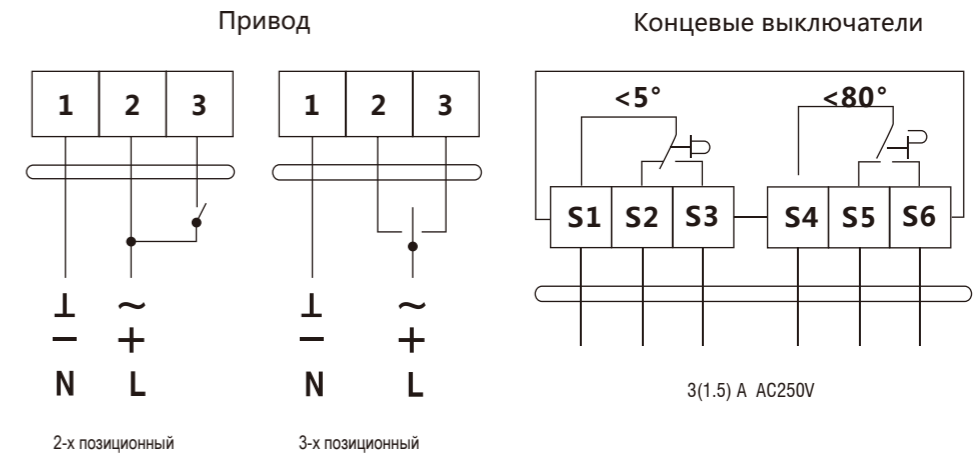 Привод
Концевые выключатели
1 2 3
1 2 3
<5° <80°
S1 S2 S3 S4 S5 S6
⊥ ~
⊥ ~
− +
− +
N L
N L
3(1.5) A AC250V
2-х позиционный
3-х позиционный